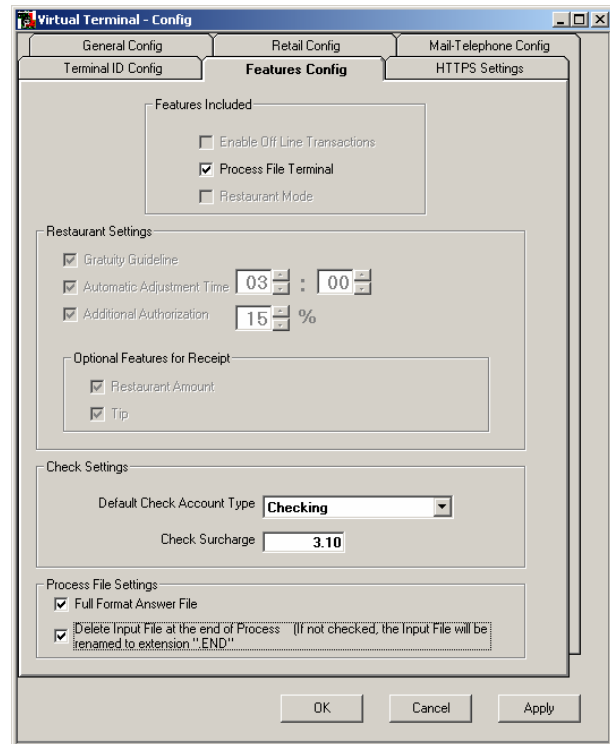 Virtual Terminal - Config
General Config Retail Config Mail-Telephone Config
Terminal ID Config Features Config HTTPS Settings
Features Included
Enable Off Line Transactions
Process File Terminal
Restaurant Mode
Restaurant Settings
Gratuity Guideline
Automatic Adjustment Time 03 : 00
Additional Authorization 15 %
Optional Features for Receipt
Restaurant Amount
Tip
Check Settings
Default Check Account Type Checking
Check Surcharge 3.10
Process File Settings
Full Format Answer File
Delete Input File at the end of Process (If not checked, the Input File will be
renamed to extension ".END"
OK Cancel Apply